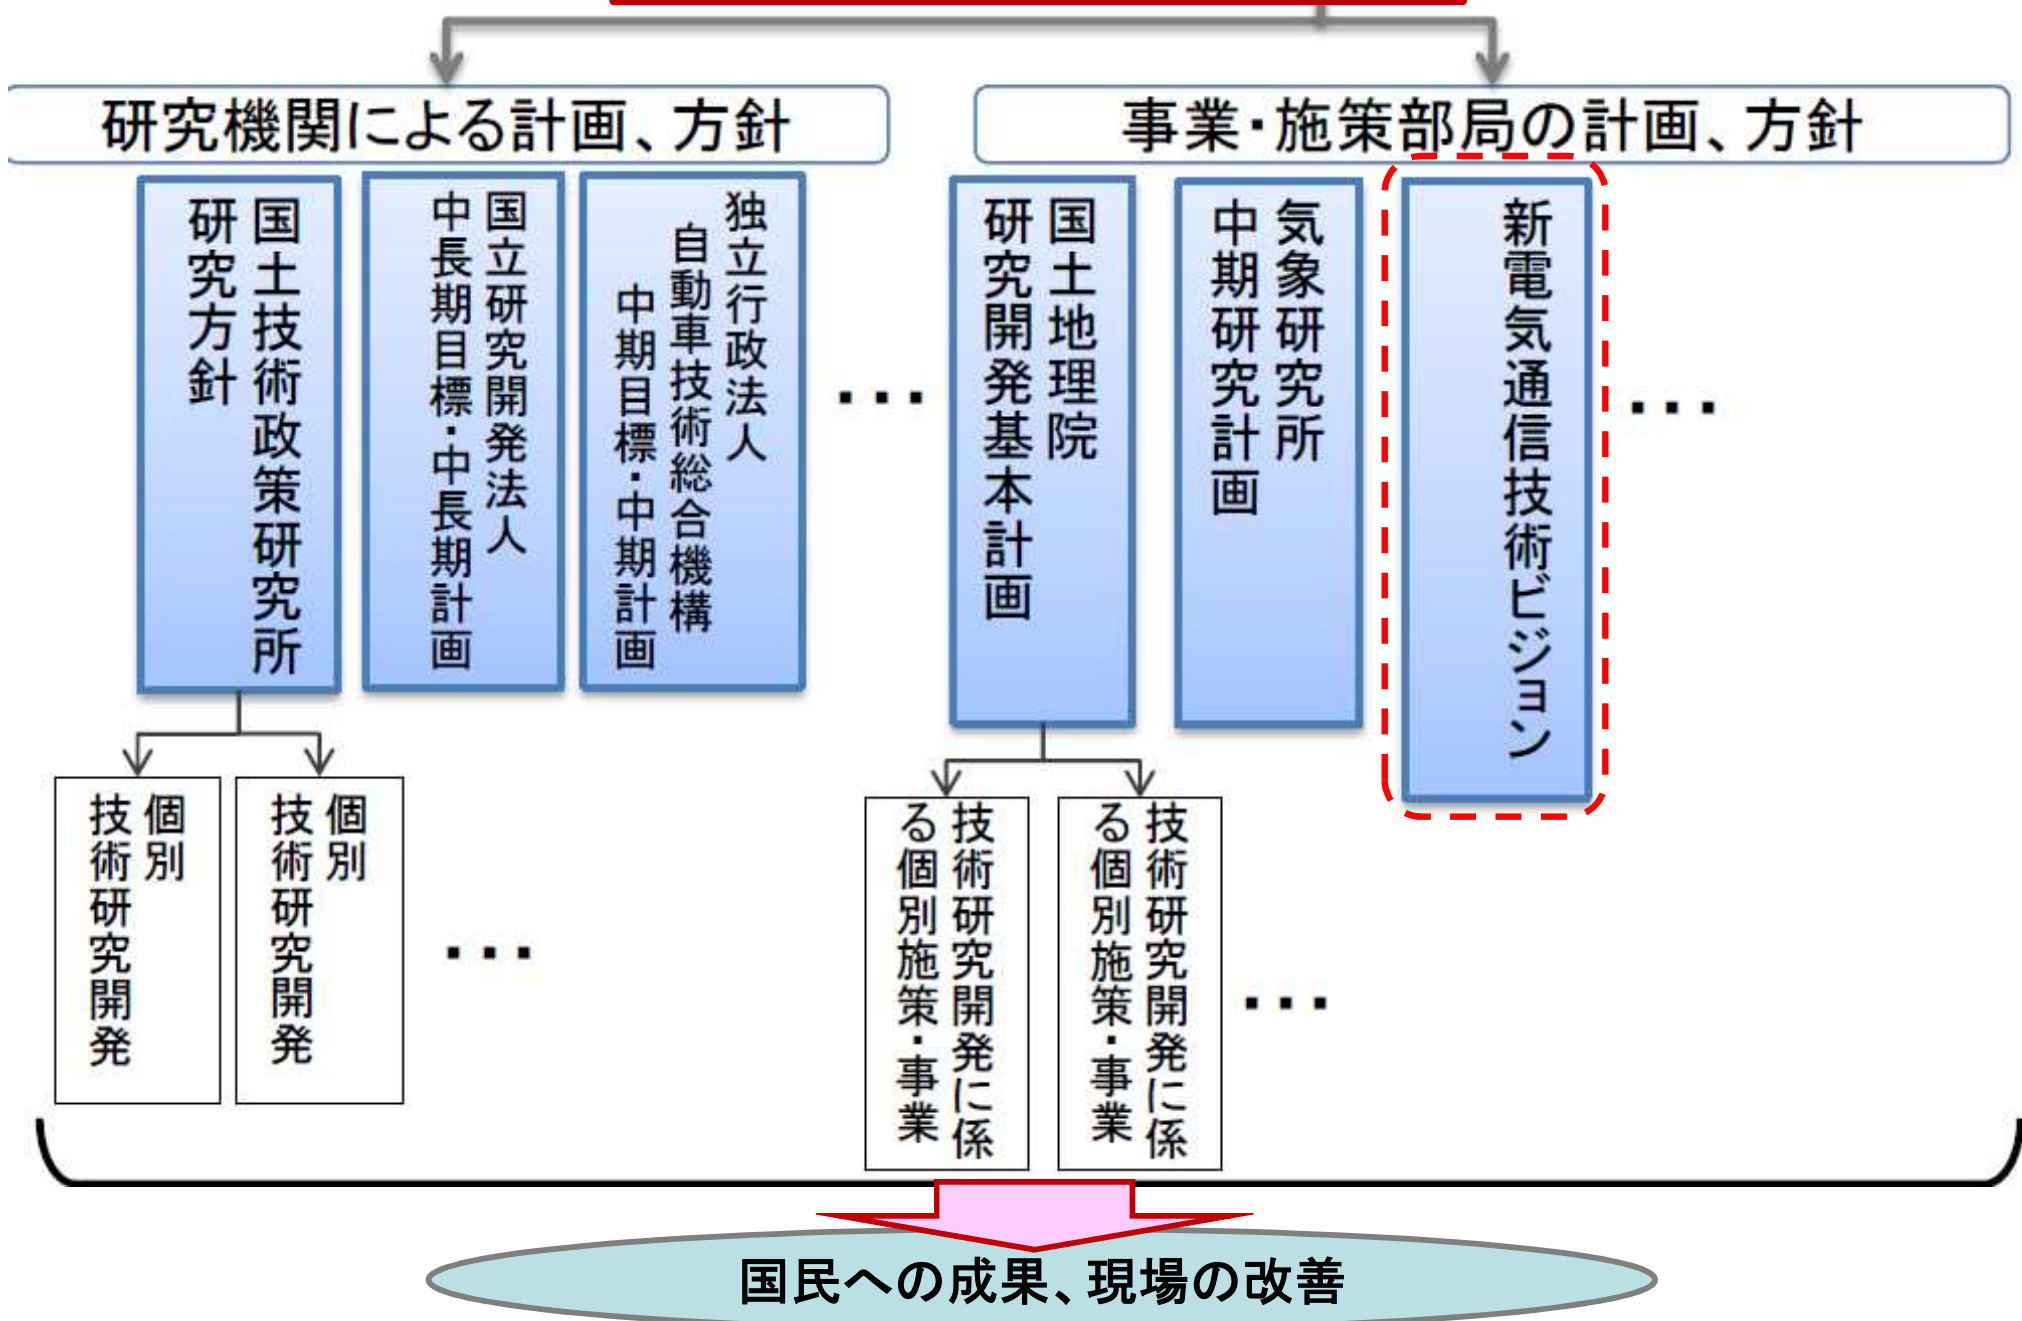 研究機関による計画、方針
事業・施策部局の計画、方針
国土技術政策研究所
研究方針
国立研究開発法人
中長期目標・中長期計画
独立行政法人
自動車技術総合機構
中期目標・中期計画
・・・
国土地理院
研究開発基本計画
気象研究所
中期研究計画
新電気通信技術ビジョン
・・・
個別
技術研究開発
個別
技術研究開発
・・・
技術研究開発に係
る個別施策・事業
技術研究開発に係
る個別施策・事業
・・・
国民への成果、現場の改善